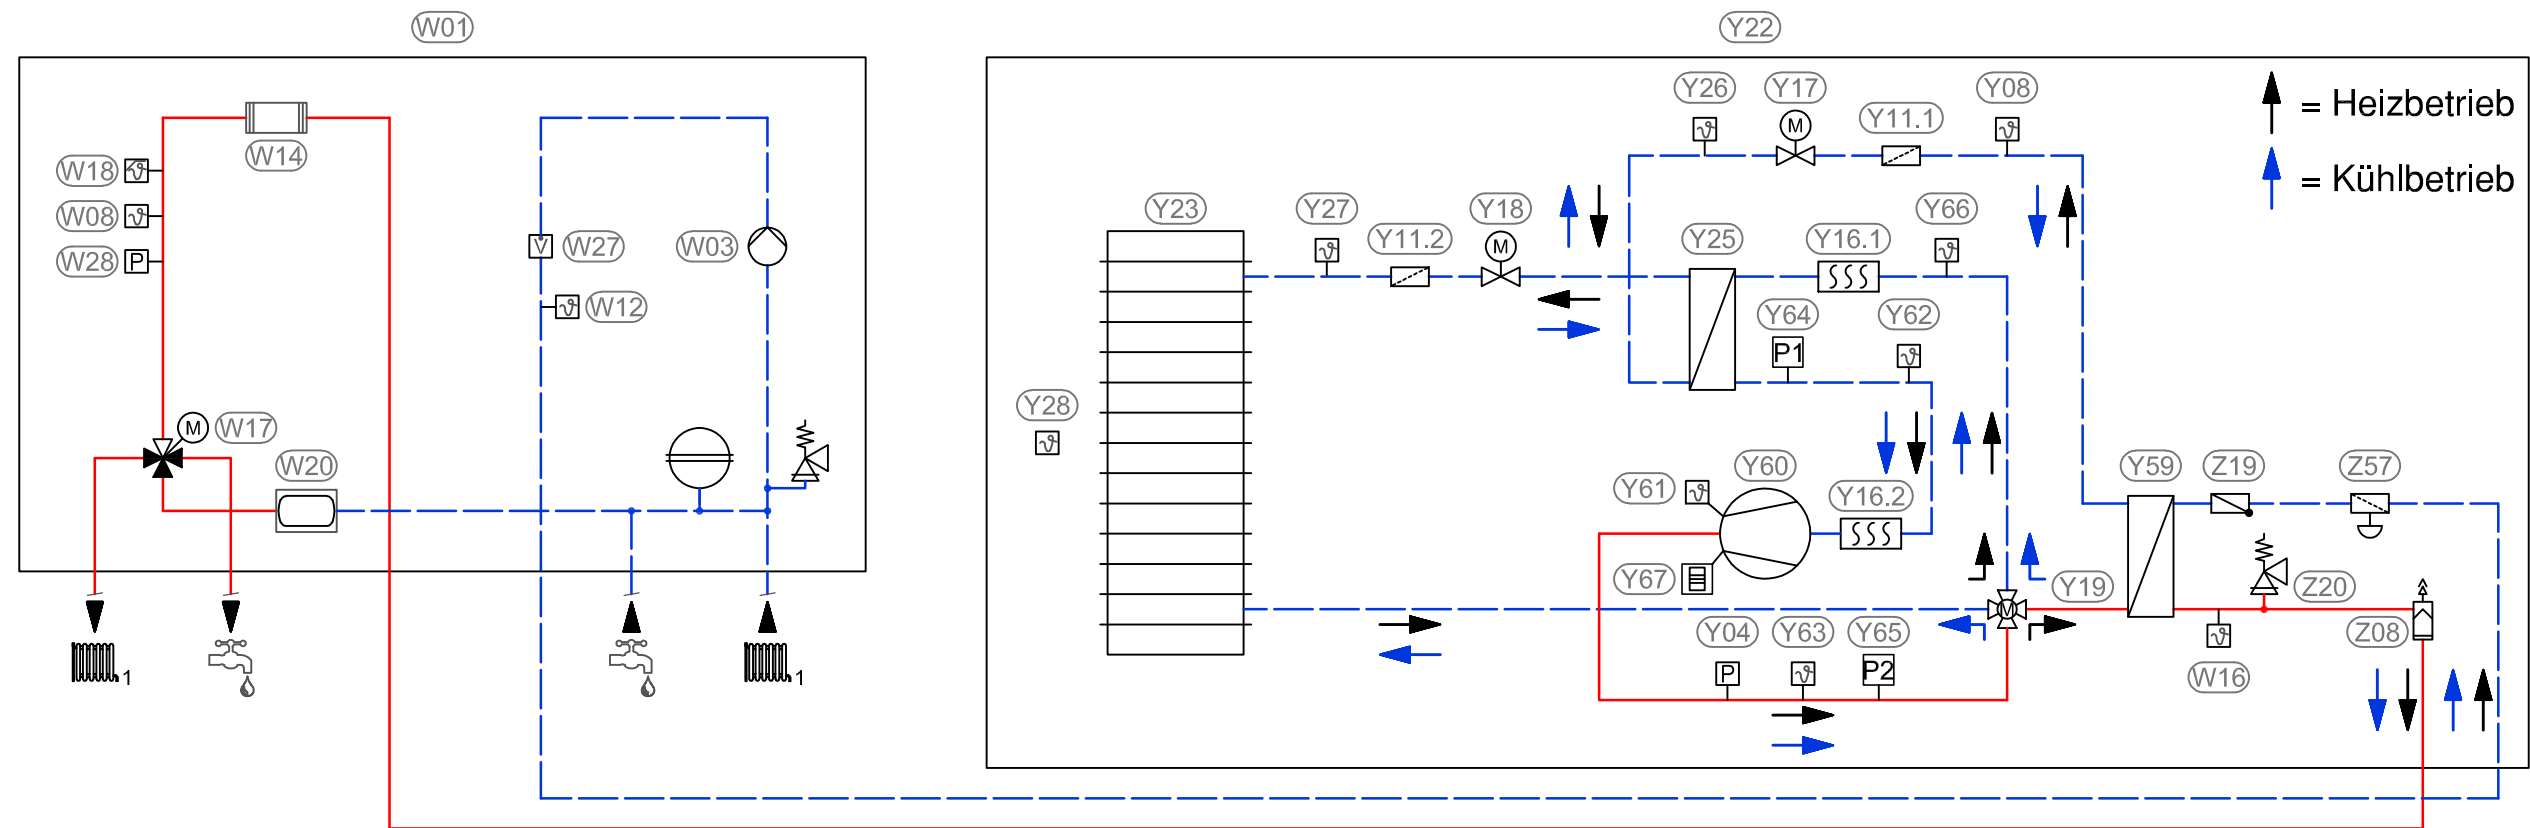 W01
Y22
Y26
Y17
Y08
M
Y11.1
= Heizbetrieb
W14
W18
= Kühlbetrieb
W08
Y23
Y27
Y18
Y66
Y11.2
M
Y25
Y16.1
V
W27
W03
W28
P
W12
Y64
Y62
P1
Y28
M
W17
W20
Y60
Y59
Z19
Z57
Y61
Y16.2
Y67
Y19
Z20
M
Y04
Y63
Y65
Z08
P
P2
W16
1
1